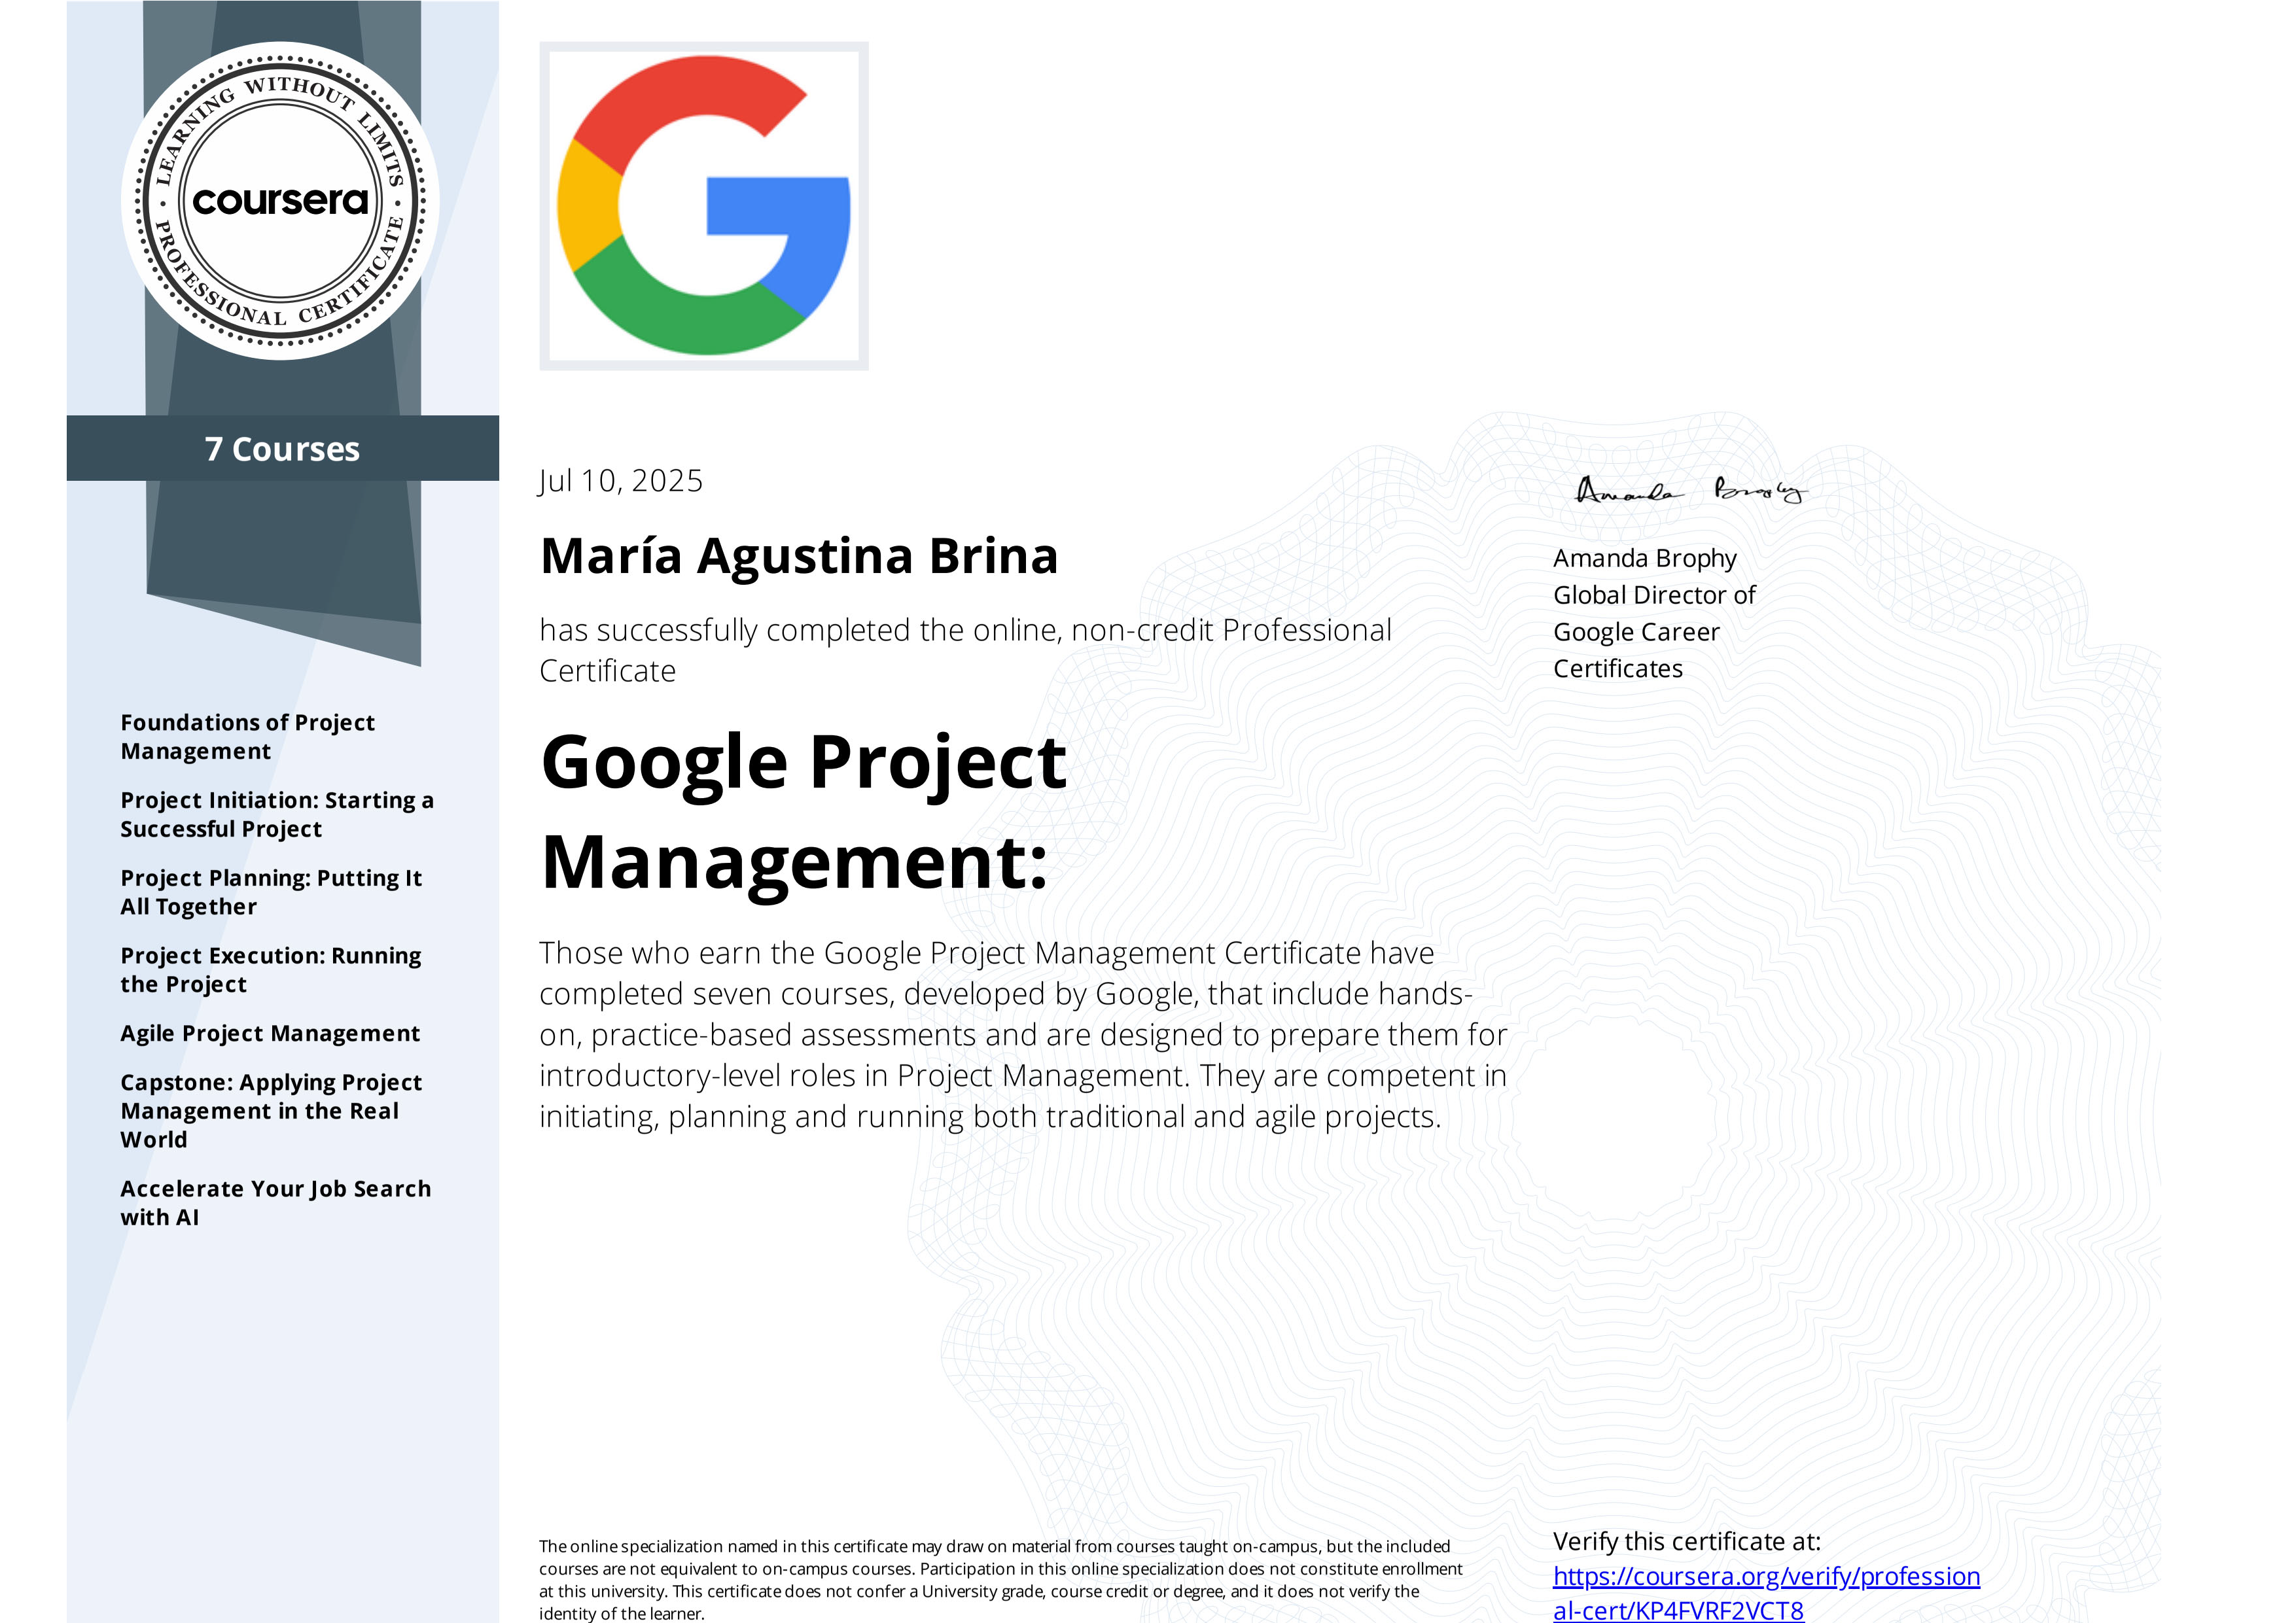 LEARNING WITHOUT LIMITS
coursera
PROFESSIONAL CERTIFICATE
7 Courses
Foundations of Project
Management
Project Initiation: Starting a
Successful Project
Project Planning: Putting It
All Together
Project Execution: Running
the Project
Agile Project Management
Capstone: Applying Project
Management in the Real
World
Accelerate Your Job Search
with AI
Jul 10, 2025
María Agustina Brina
has successfully completed the online, non-credit Professional
Certificate
Google Project
Management:
Those who earn the Google Project Management Certificate have
completed seven courses, developed by Google, that include hands-
on, practice-based assessments and are designed to prepare them for
introductory-level roles in Project Management. They are competent in
initiating, planning and running both traditional and agile projects.
Amanda Brophy
Amanda Brophy
Global Director of
Google Career
Certificates
The online specialization named in this certificate may draw on material from courses taught on-campus, but the included
courses are not equivalent to on-campus courses. Participation in this online specialization does not constitute enrollment
at this university. This certificate does not confer a University grade, course credit or degree, and it does not verify the
identity of the learner.
Verify this certificate at:
https://coursera.org/verify/profession
al-cert/KP4FVRF2VCT8